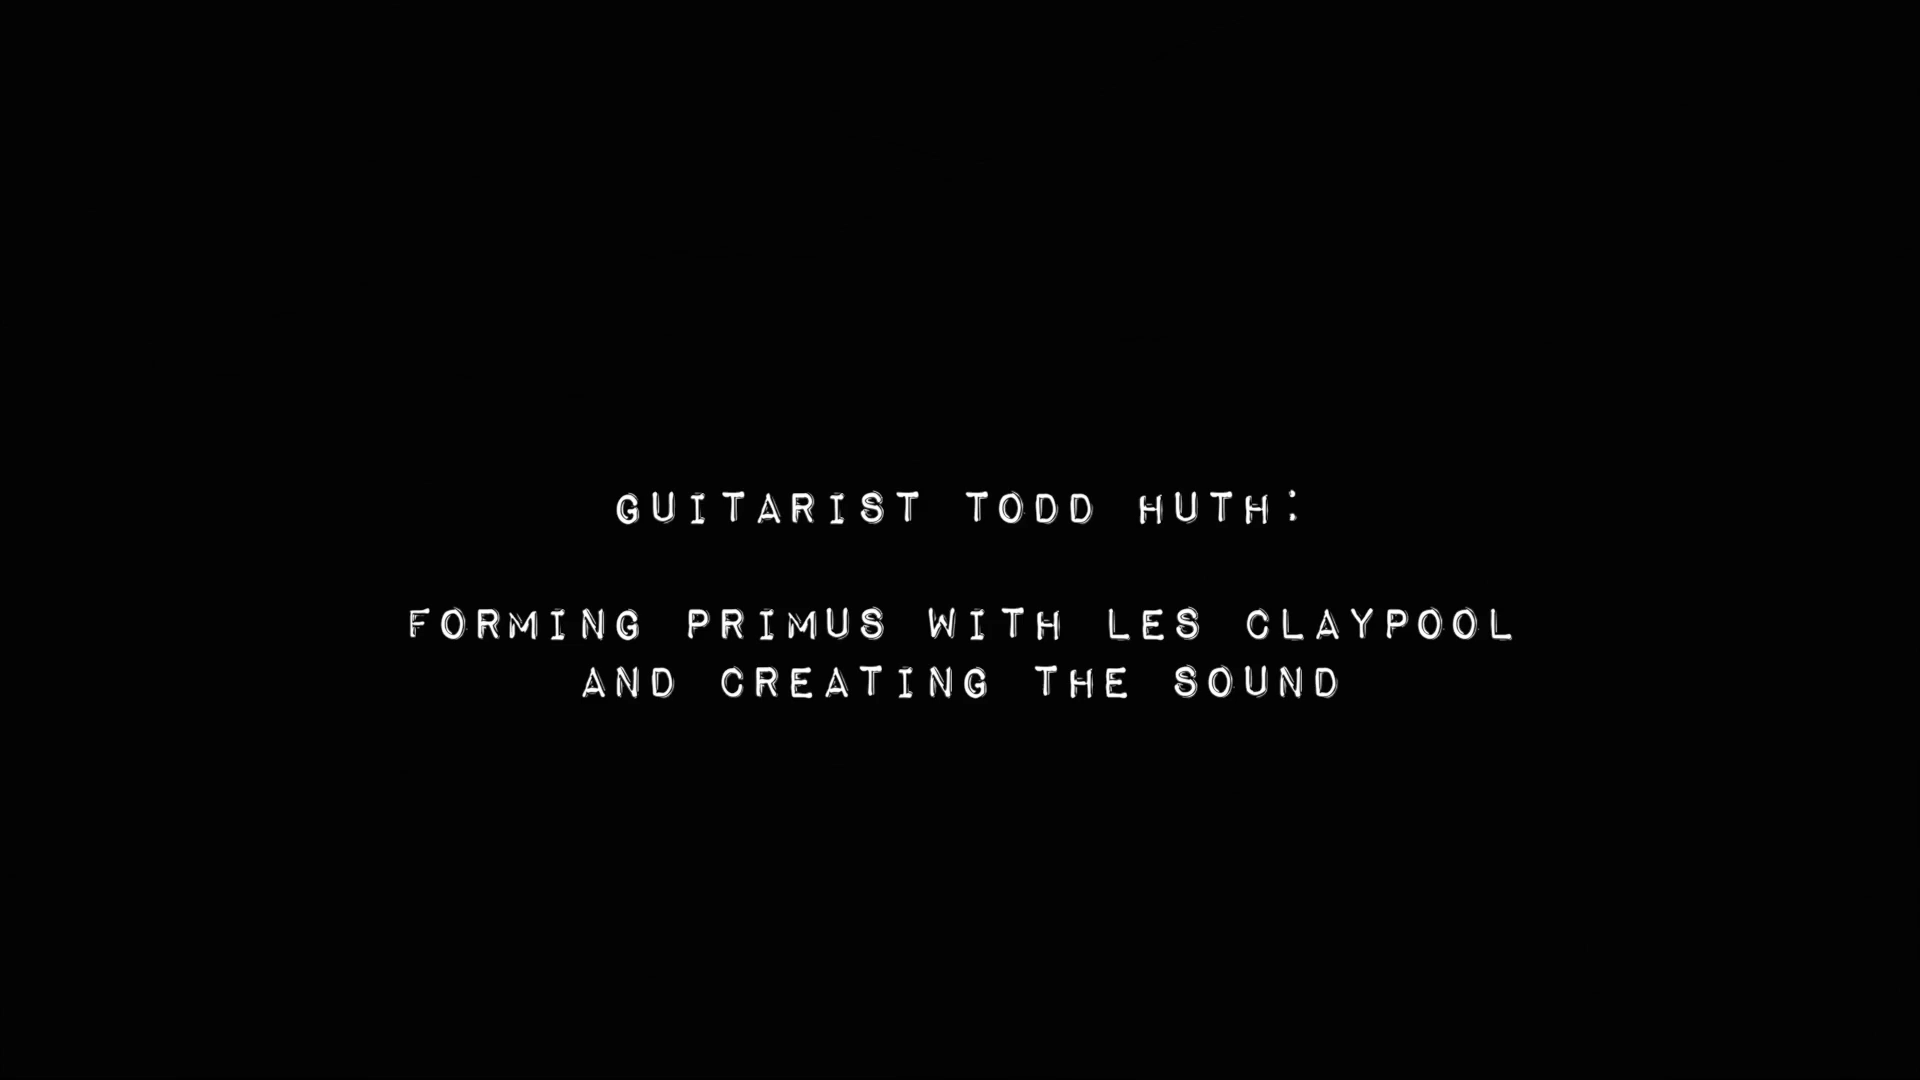 GUITARIST TODD HUTH:
FORMING PRIMUS WITH LES CLAYPOOL
AND CREATING THE SOUND